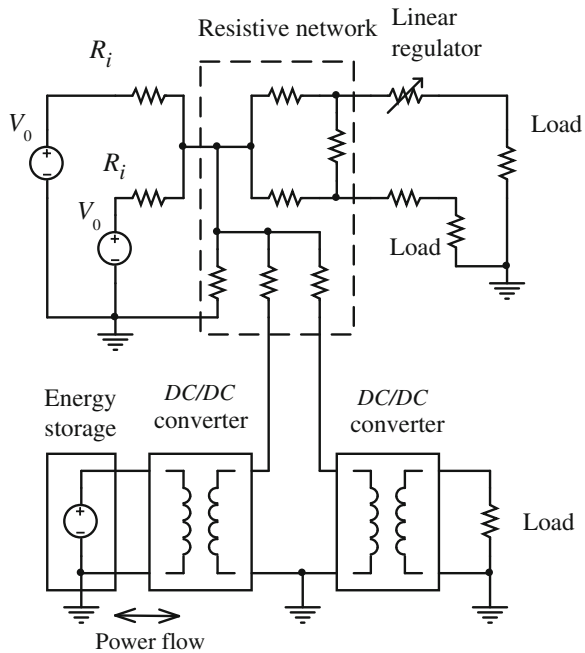 Resistive network
Linear
regulator
R_i
V_0
R_i
V_0
Load
Load
Energy
storage
DC/DC
converter
DC/DC
converter
Load
Power flow